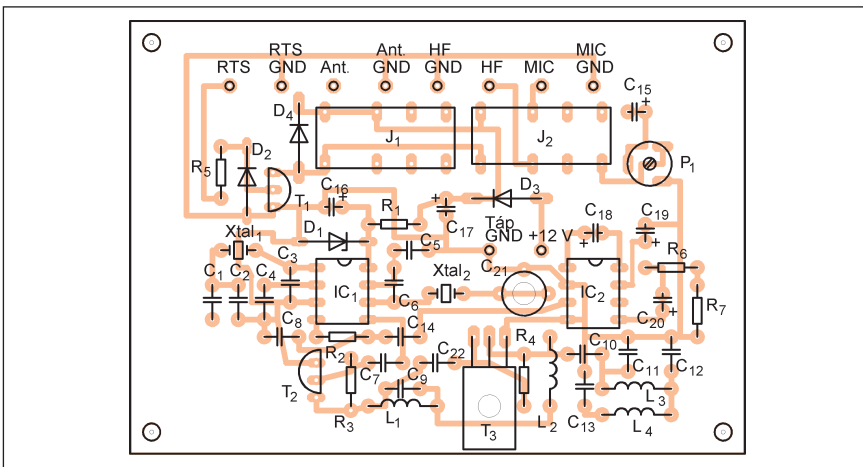 RTS RTS GND Ant. Ant. GND HF GND HF MIC MIC GND
C15 +
D4 J1 J2
D2 R5 P1
T1 C16 + D3
R1 + C17 Táp GND +12 V C18 + C19 +
Xtal1 D1 C5
C1 C2 C4 C3 IC1 C6 Xtal2 C21 IC2 R6
C20 + R7
C8 R2 C14 R4 C10
T2 C7 C22 C11 C12
C9 L3
R3 L1 T3 L2 C13 L4